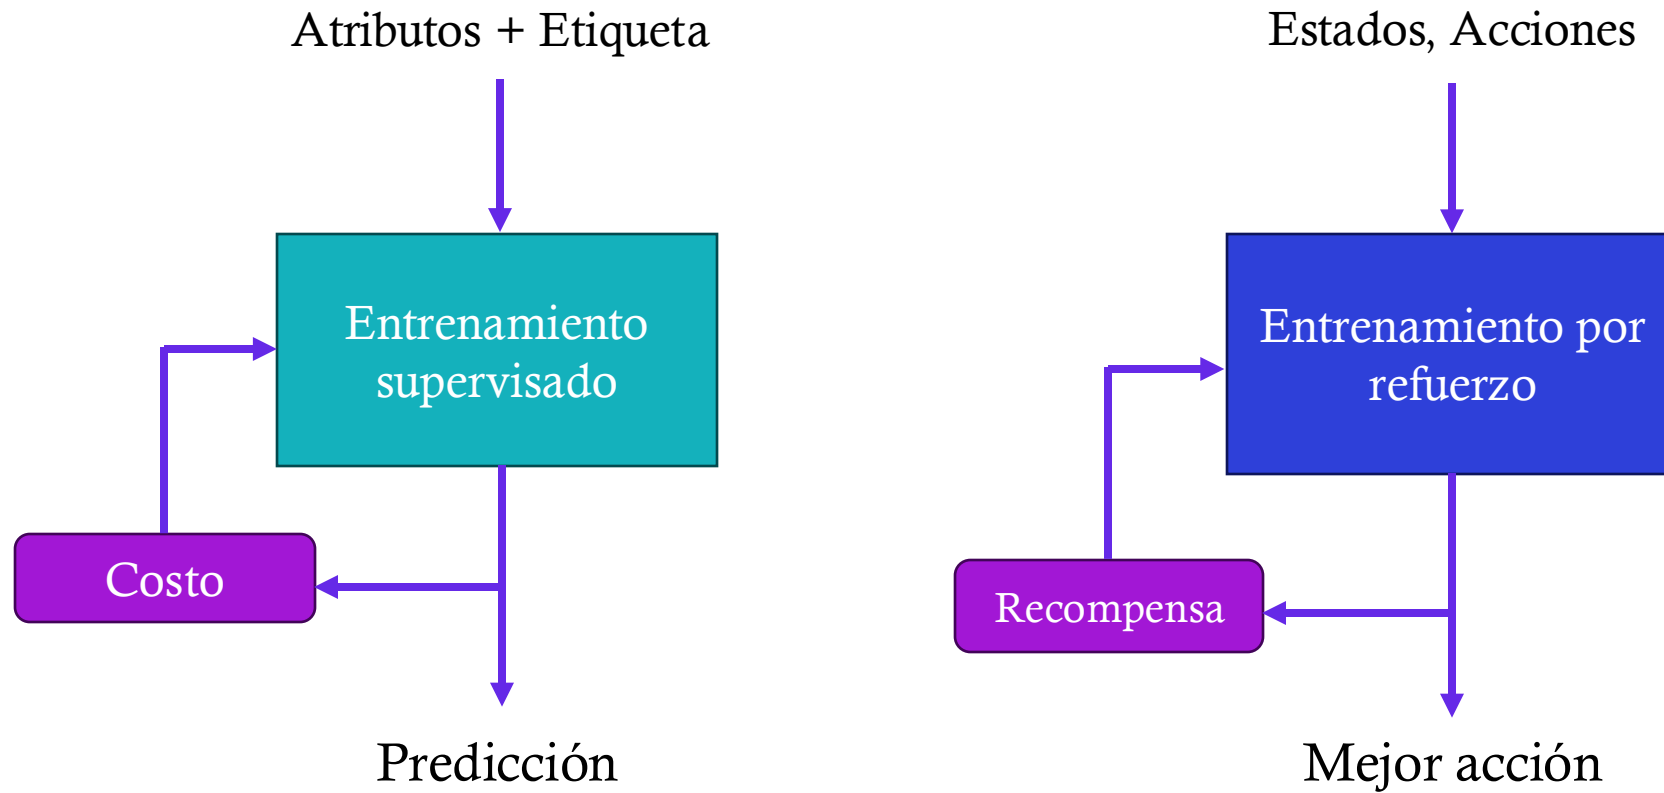 Atributos + Etiqueta
Entrenamiento
supervisado
Costo
Predicción
Estados, Acciones
Entrenamiento por
refuerzo
Recompensa
Mejor acción